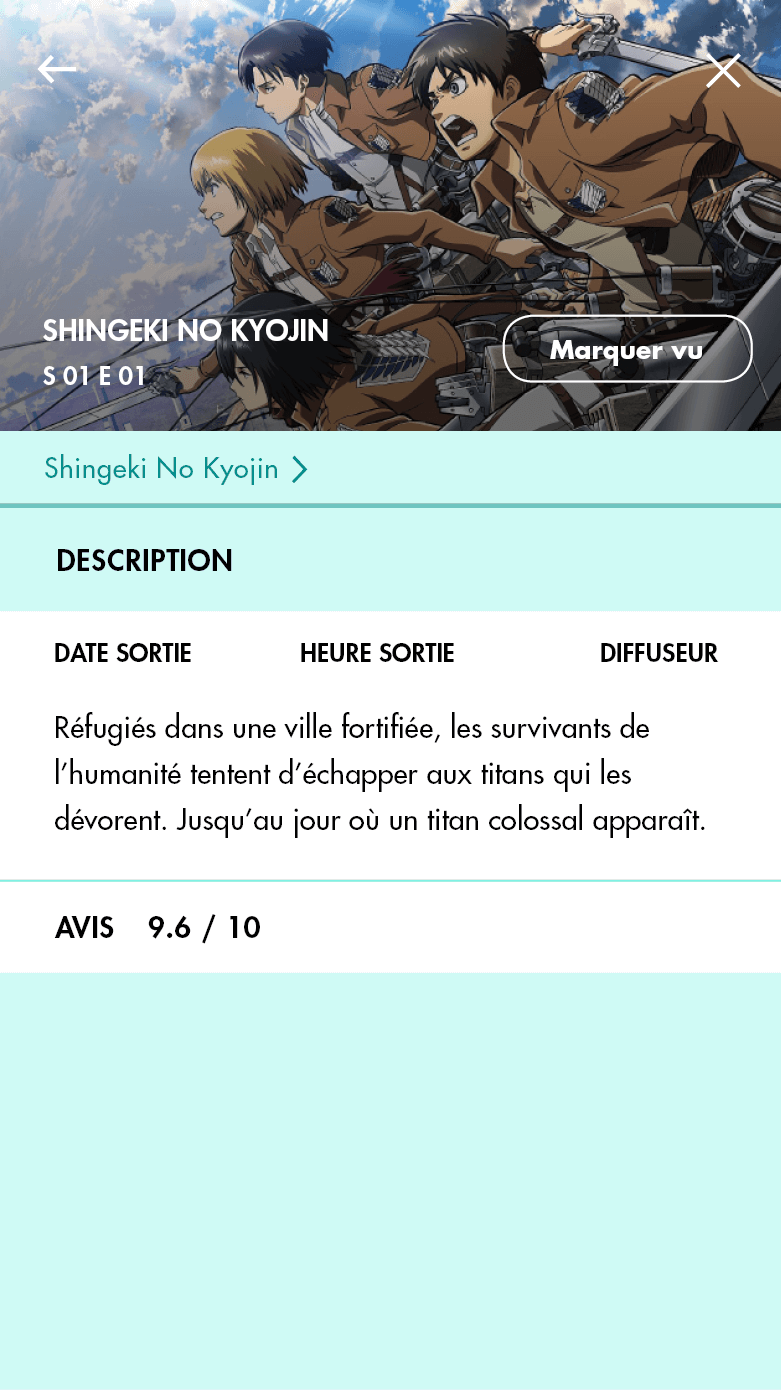 SHINGEKI NO KYOJIN
S 01 E 01
Marquer vu
Shingeki No Kyojin
DESCRIPTION
DATE SORTIE HEURE SORTIE DIFFUSEUR
Réfugiés dans une ville fortifiée, les survivants de
l’humanité tentent d’échapper aux titans qui les
dévorent. Jusqu’au jour où un titan colossal apparaît.
AVIS 9.6 / 10